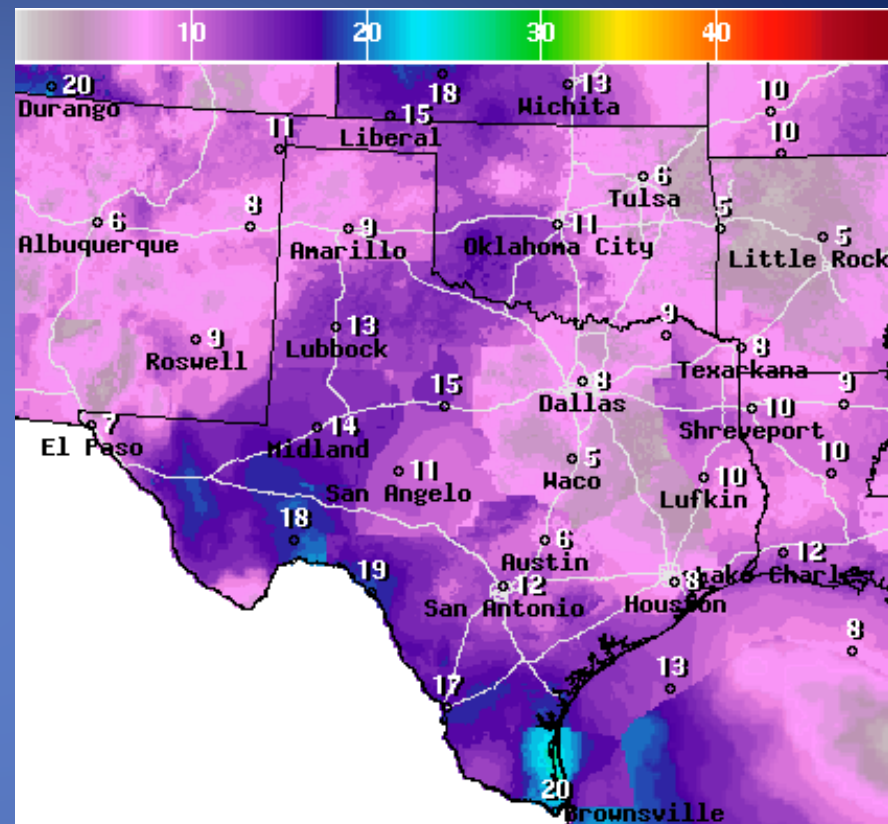 10 20 30 40
20 18 13 10
Durango 15 Wichita
11 Liberal 10
6 8 9 11 6 5 5
Albuquerque Amarillo Oklahoma City Tulsa Little Rock
9 13 9 8
Roswell Lubbock Texarkana
15 8 10 9
Dallas Shreveport
7 14
El Paso Midland
11 5 10 10
San Angelo Waco Lufkin
18 6 12
Austin Lake Charles
19 12 8
San Antonio Houston
8
13
17
20
Brownsville